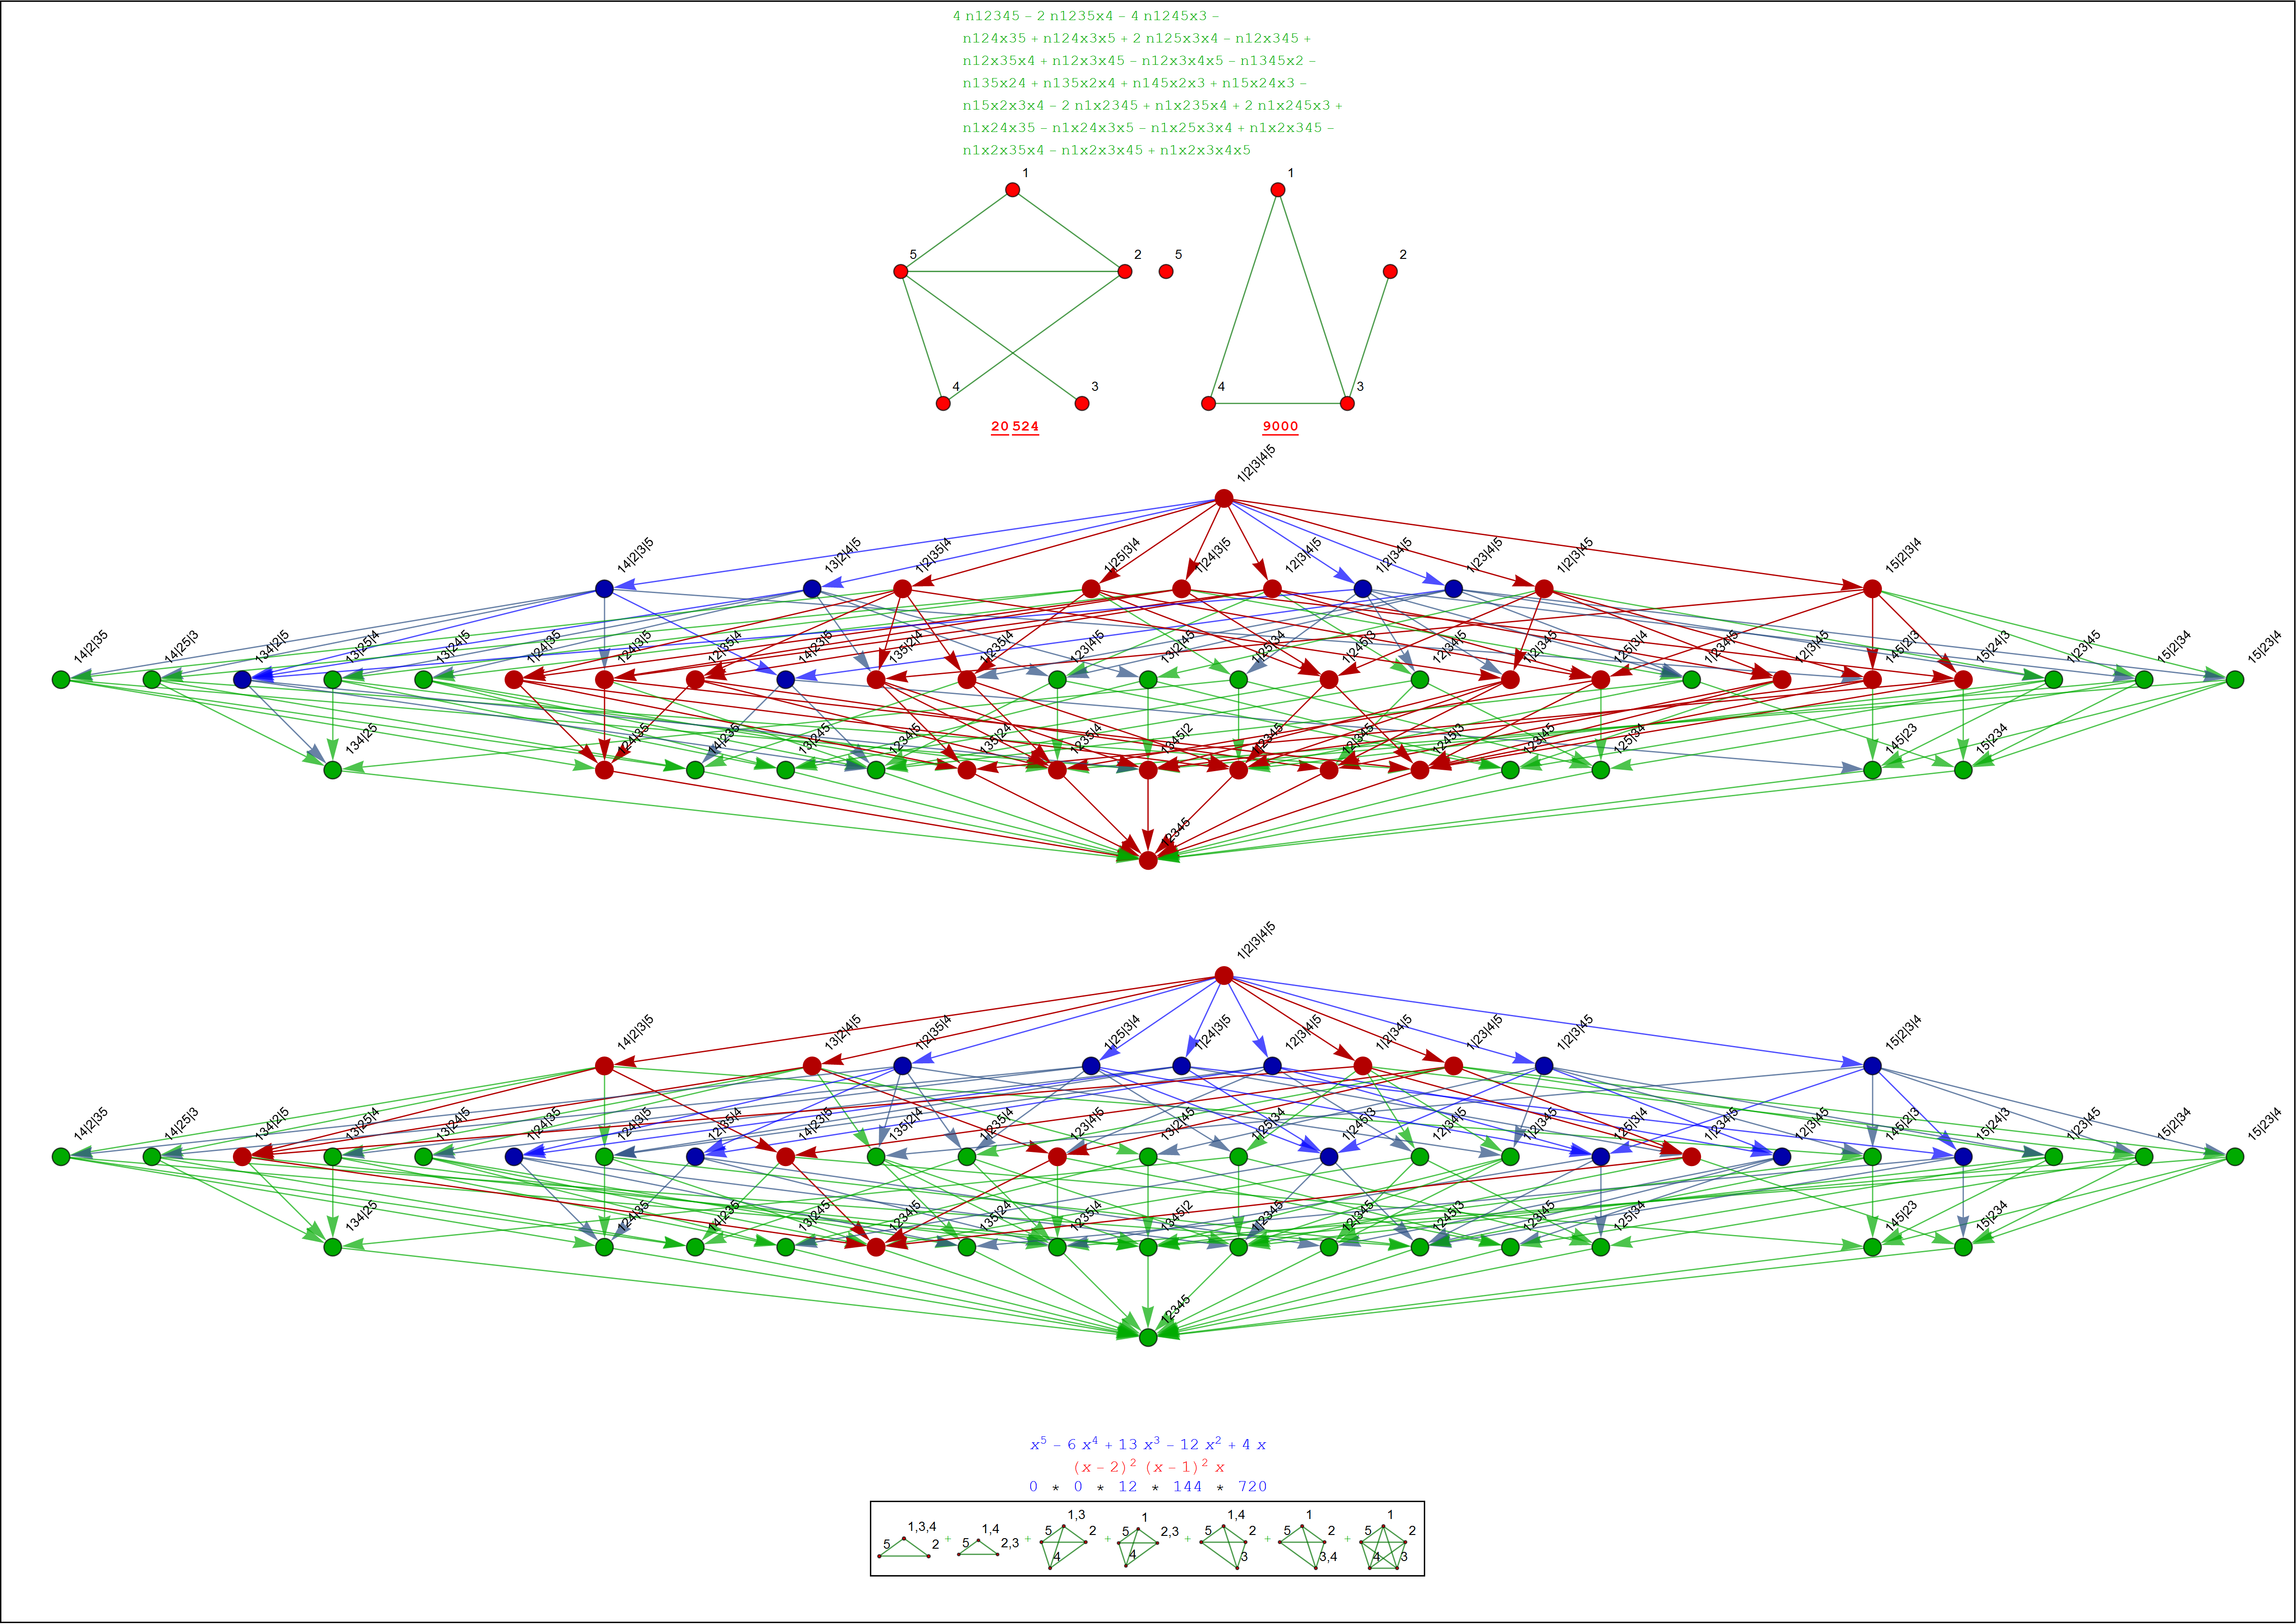 4 n12345 – 2 n1235x4 – 4 n1245x3 –
n124x35 + n124x3x5 + 2 n125x3x4 – n12x345 +
n12x35x4 + n12x3x45 – n12x3x4x5 – n1345x2 –
n135x24 + n135x2x4 + n145x2x3 + n15x24x3 –
n15x2x3x4 – 2 n1x2345 + n1x235x4 + 2 n1x245x3 +
n1x24x35 – n1x24x3x5 – n1x25x3x4 + n1x2x345 –
n1x2x35x4 – n1x2x3x45 + n1x2x3x4x5
1 1
5 2 5 2
4 3 4 3
20 524 9000
1|2|3|4|5
14|2|3|5 13|2|4|5 1|2|35|4 1|25|3|4 1|24|3|5 12|3|4|5 1|2|34|5 1|23|4|5 1|2|3|45 15|2|3|4
14|2|35 14|25|3 134|2|5 13|25|4 13|24|5 1|24|35 124|3|5 12|35|4 14|23|5 135|2|4 1|235|4 123|4|5 13|2|45 1|25|34 1|245|3 12|34|5 1|2|345 125|3|4 1|234|5 12|3|45 145|2|3 15|24|3 1|23|45 15|2|34 15|23|4
134|25 124|35 14|235 13|245 1234|5 135|24 1235|4 1345|2 1|2345 12|345 1245|3 123|45 125|34 145|23 15|234
12345
1|2|3|4|5
14|2|3|5 13|2|4|5 1|2|35|4 1|25|3|4 1|24|3|5 12|3|4|5 1|2|34|5 1|23|4|5 1|2|3|45 15|2|3|4
14|2|35 14|25|3 134|2|5 13|25|4 13|24|5 1|24|35 124|3|5 12|35|4 14|23|5 135|2|4 1|235|4 123|4|5 13|2|45 1|25|34 1|245|3 12|34|5 1|2|345 125|3|4 1|234|5 12|3|45 145|2|3 15|24|3 1|23|45 15|2|34 15|23|4
134|25 124|35 14|235 13|245 1234|5 135|24 1235|4 1345|2 1|2345 12|345 1245|3 123|45 125|34 145|23 15|234
12345
x⁵ – 6 x⁴ + 13 x³ – 12 x² + 4 x
(x – 2)² (x – 1)² x
0 * 0 * 12 * 144 * 720
5 1,3,4 2 + 1,4 5 2,3 + 1,3 5 2 4 + 1 5 2,3 4 + 1,4 5 2 3 + 1 5 2 3,4 + 1 5 2 4 3